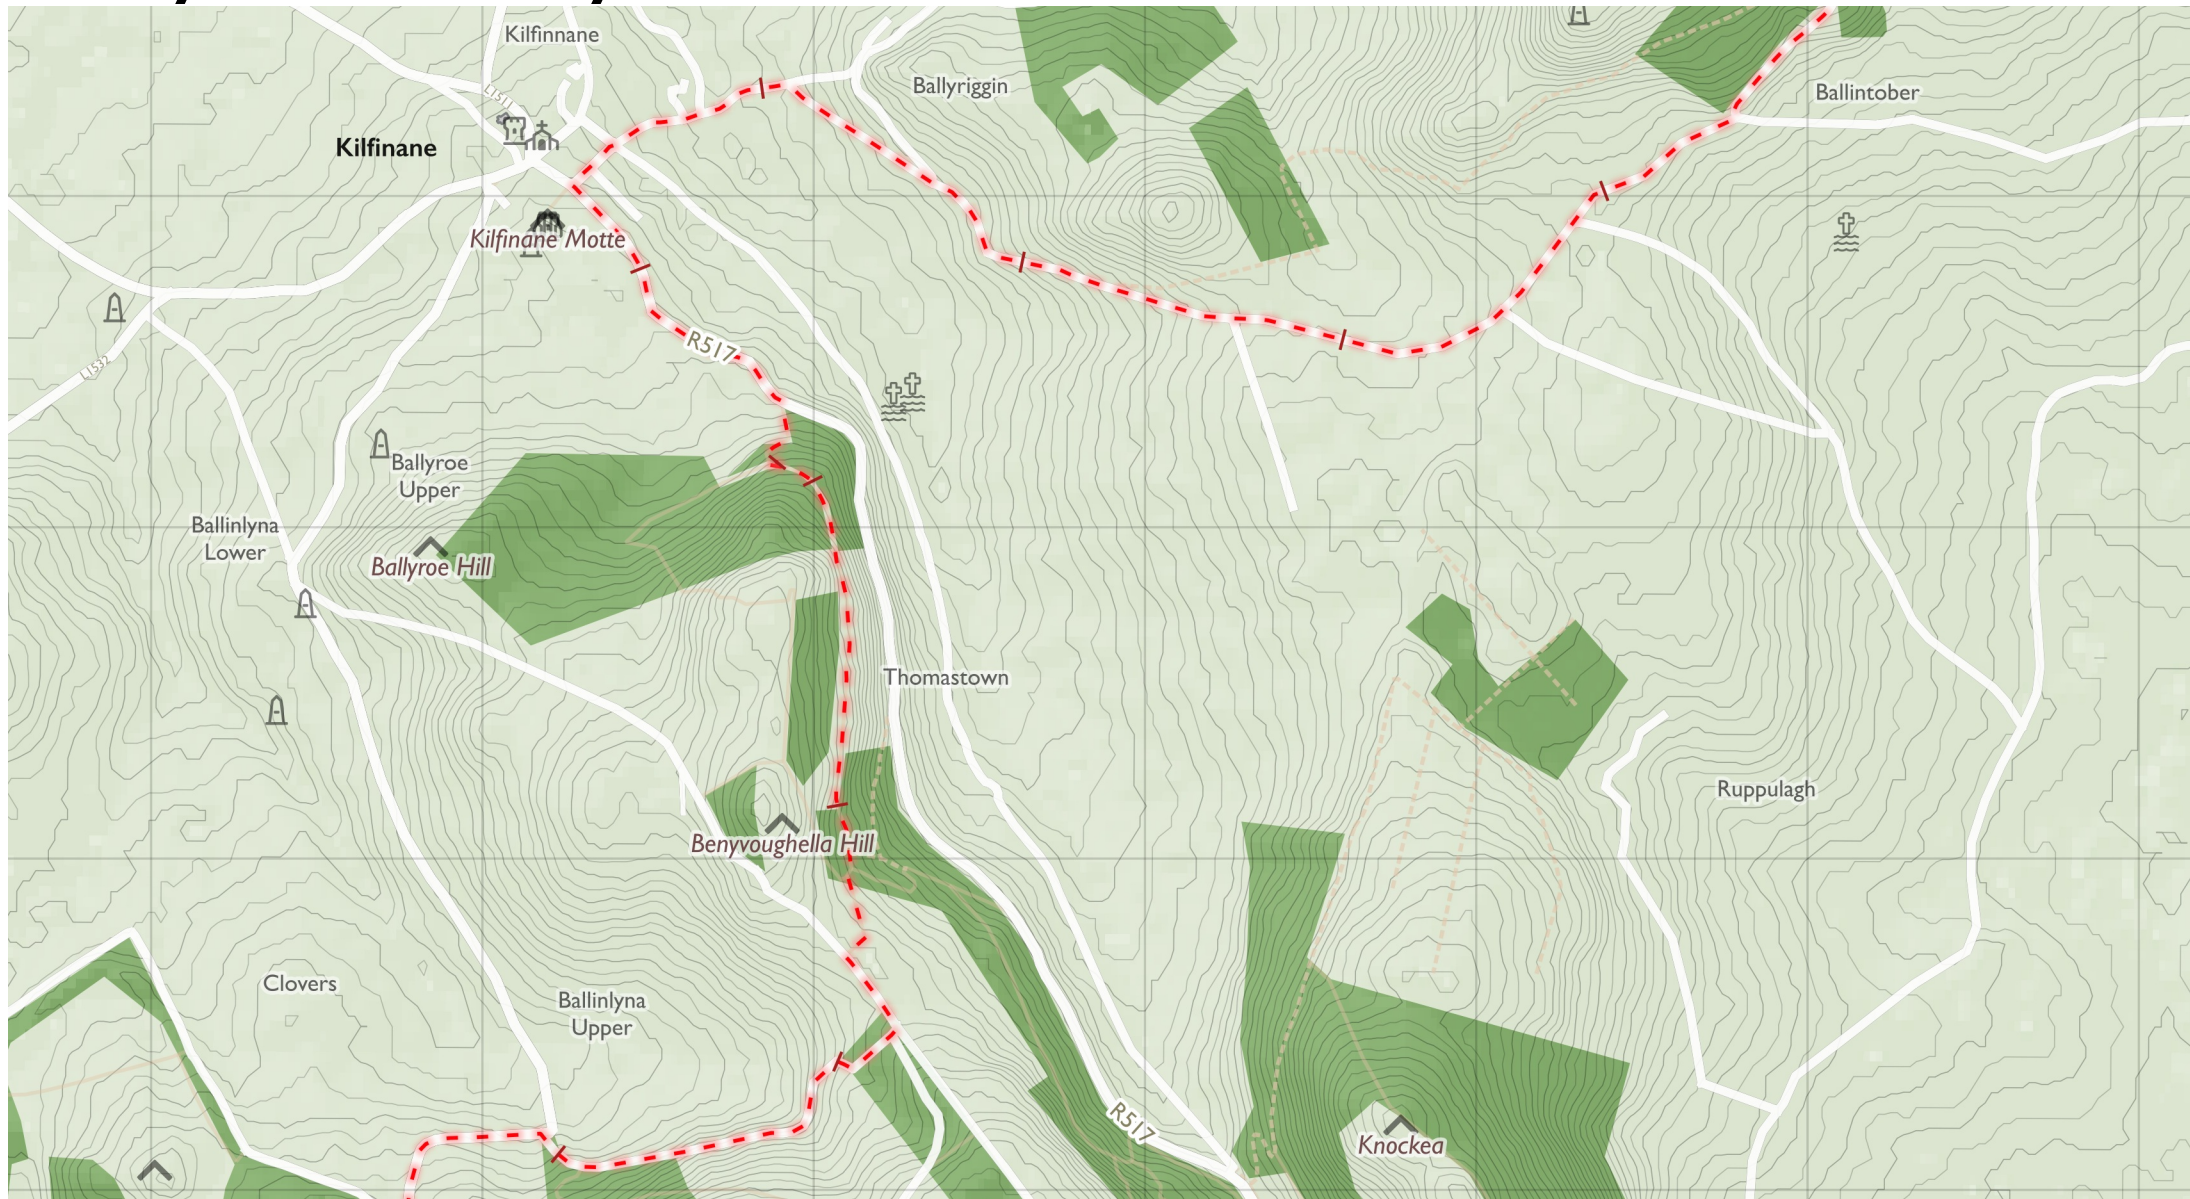 Kilfinnane
L1511
Ballyriggin
Ballintober
Kilfinane
Kilfinane Motte
R517
L1532
Ballyroe
Upper
Ballinlyna
Lower
Ballyroe Hill
Thomastown
Ruppulagh
Benyvoughella Hill
Clovers
Ballinlyna
Upper
R517
Knockea